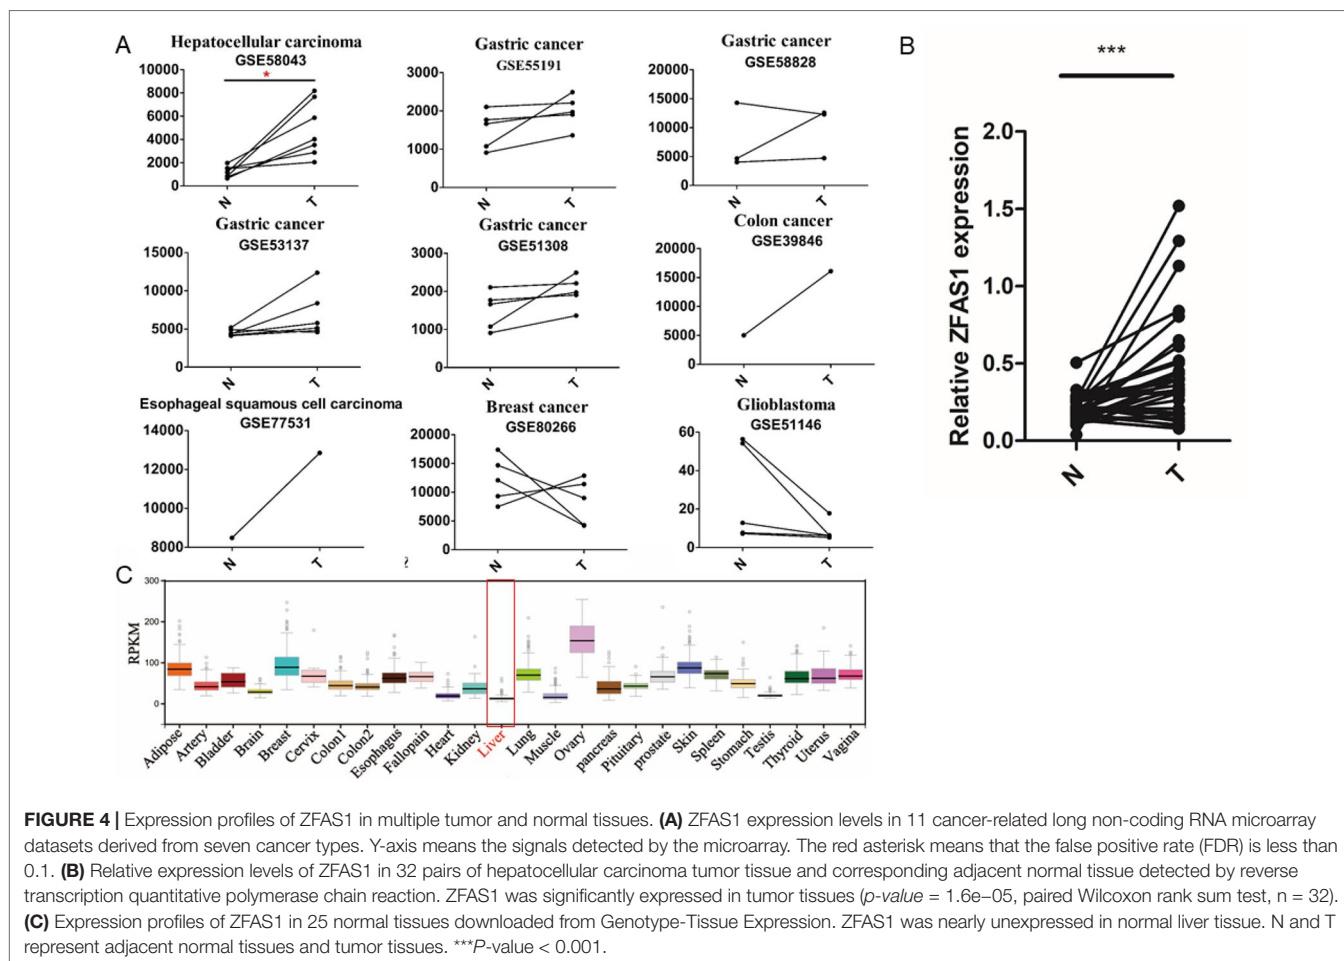 A
Hepatocellular carcinoma
GSE58043
*
10000
8000
6000
4000
2000
0
N T
Gastric cancer
GSE55191
3000
2000
1000
0
N T
Gastric cancer
GSE58828
20000
15000
10000
5000
0
N T
Gastric cancer
GSE53137
15000
10000
5000
0
N T
Gastric cancer
GSE51308
3000
2000
1000
0
N T
Colon cancer
GSE39846
20000
15000
10000
5000
0
N T
Esophageal squamous cell carcinoma
GSE77531
14000
12000
10000
8000
N T
Breast cancer
GSE80266
20000
15000
10000
5000
0
N T
?
Glioblastoma
GSE51146
60
40
20
0
N T
B
***
Relative ZFAS1 expression
2.0
1.5
1.0
0.5
0.0
N T
C
RPKM
300
200
100
0
Adipose Artery Bladder Brain Breast Cervix Colon1 Colon2 Esophagus Fallopain Heart Kidney Liver Lung Muscle Ovary pancreas Pituitary prostate Skin Spleen Stomach Testis Thyroid Uterus Vagina
FIGURE 4 | Expression profiles of ZFAS1 in multiple tumor and normal tissues. (A) ZFAS1 expression levels in 11 cancer-related long non-coding RNA microarray
datasets derived from seven cancer types. Y-axis means the signals detected by the microarray. The red asterisk means that the false positive rate (FDR) is less than
0.1. (B) Relative expression levels of ZFAS1 in 32 pairs of hepatocellular carcinoma tumor tissue and corresponding adjacent normal tissue detected by reverse
transcription quantitative polymerase chain reaction. ZFAS1 was significantly expressed in tumor tissues (p-value = 1.6e−05, paired Wilcoxon rank sum test, n = 32).
(C) Expression profiles of ZFAS1 in 25 normal tissues downloaded from Genotype-Tissue Expression. ZFAS1 was nearly unexpressed in normal liver tissue. N and T
represent adjacent normal tissues and tumor tissues. ***P-value < 0.001.